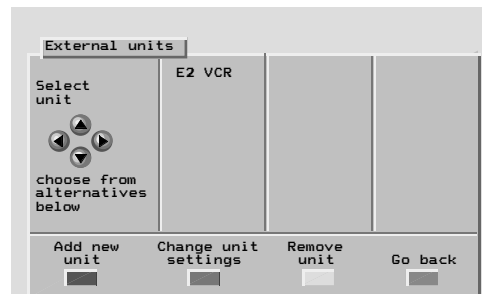 External units
Select
unit
choose from
alternatives
below
E2 VCR
Add new
unit
Change unit
settings
Remove
unit
Go back